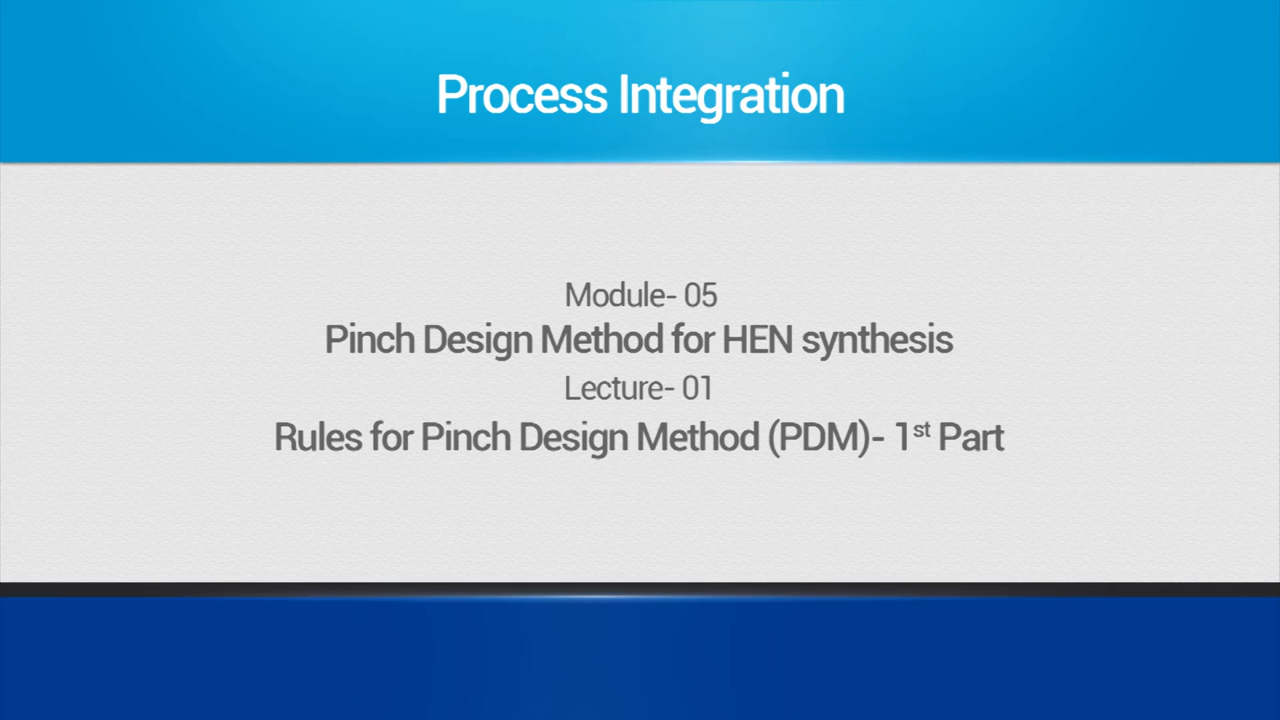 Process Integration
Module- 05
Pinch Design Method for HEN synthesis
Lecture- 01
Rules for Pinch Design Method (PDM)- 1st Part